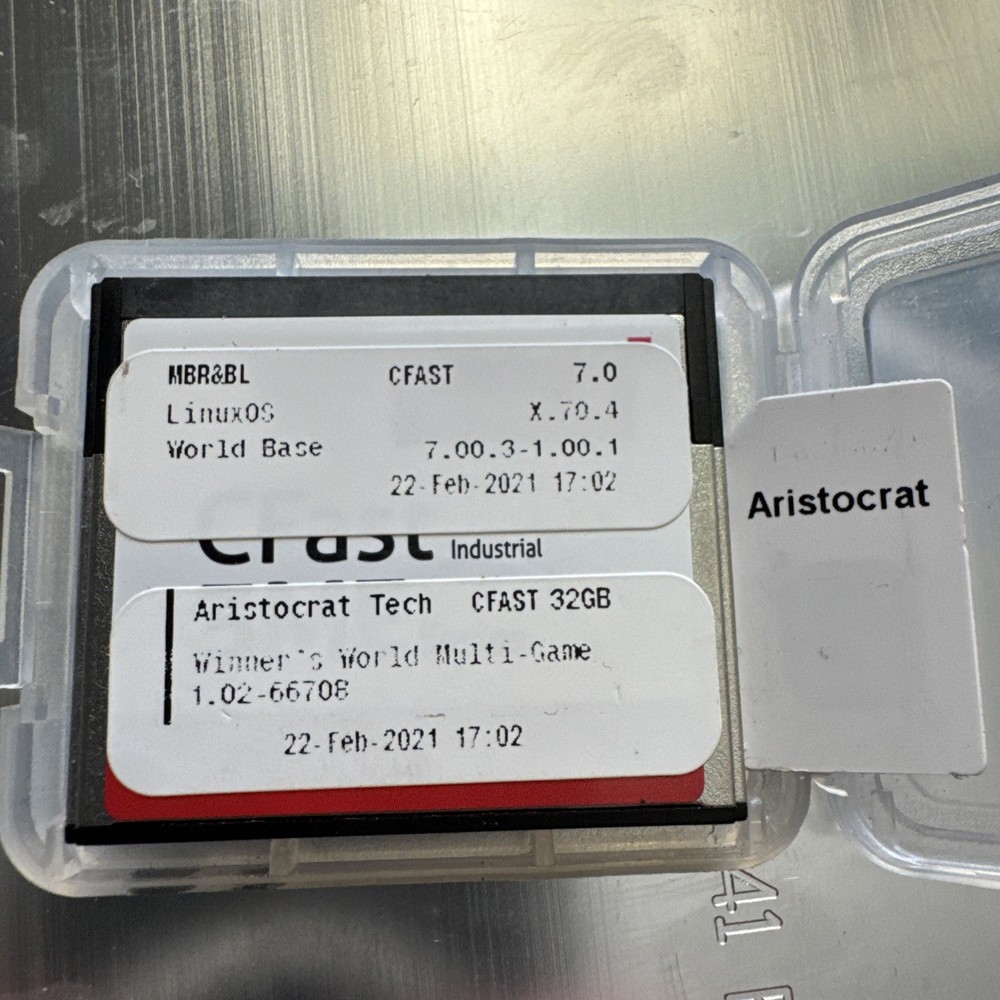 MBR&BL CFAST 7.0
LinuxOS X.70.4
World Base 7.00.3-1.00.1
22-Feb-2021 17:02
CFast Industrial
Aristocrat Tech CFAST 32GB
Winner's World Multi-Game
1.02-66708
22-Feb-2021 17:02
Aristocrat
41